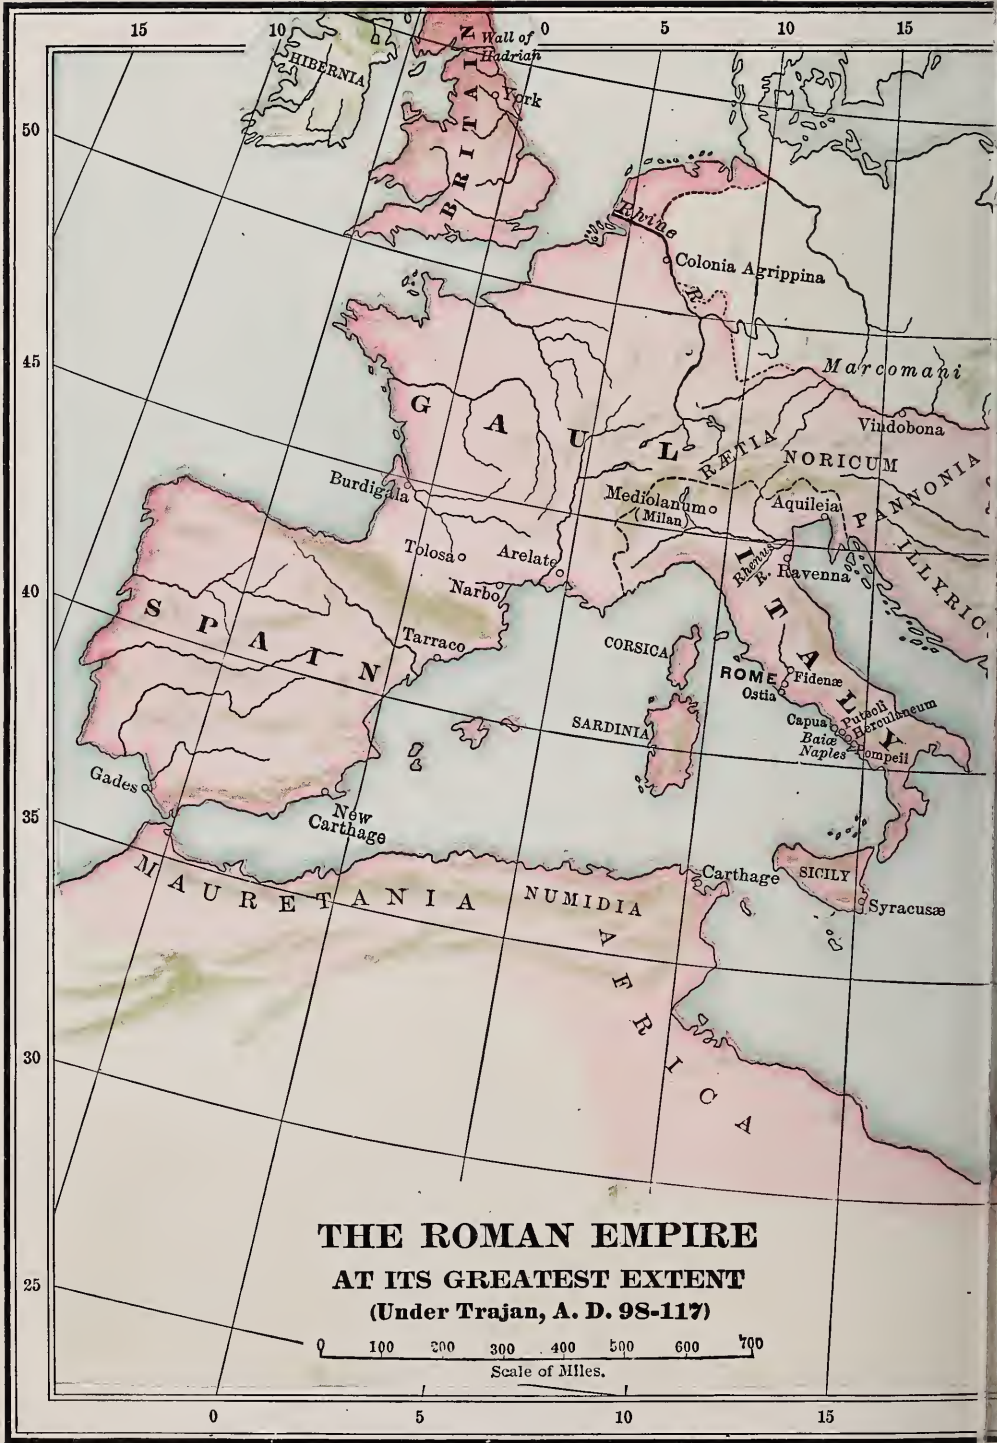 15 10 0 5 10 15
HIBERNIA
Wall of
Hadrian
York
BRITAIN
50
Rhine
R.
Colonia Agrippina
45
Marcomani
Vindobona
GAUL
RÆTIA
NORICUM
PANNONIA
Burdigala
Mediolanum
(Milan)
Aquileia
ILLYRIC
Tolosa
Arelate
Rhenus
R.
Ravenna
40
Narbo
SPAIN
Tarraco
CORSICA
ITALY
ROME
Fidenæ
Ostia
SARDINIA
Capua
Puteoli
Herculaneum
Baiæ
Naples
Pompeii
Gades
35
New
Carthage
MAURETANIA
NUMIDIA
Carthage
SICILY
Syracusæ
AFRICA
30
THE ROMAN EMPIRE
AT ITS GREATEST EXTENT
(Under Trajan, A. D. 98-117)
25
0 100 200 300 400 500 600 700
Scale of Miles.
0 5 10 15